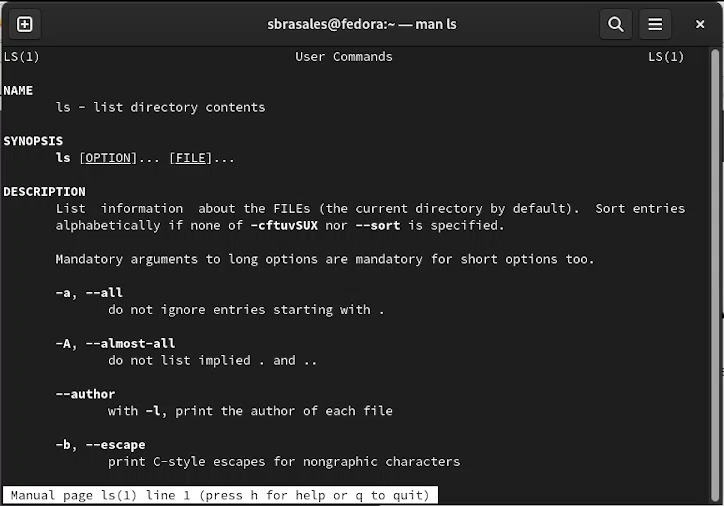 sbrasales@fedora:~ — man ls
LS(1) User Commands LS(1)
NAME
ls - list directory contents
SYNOPSIS
ls [OPTION]... [FILE]...
DESCRIPTION
List information about the FILEs (the current directory by default). Sort entries
alphabetically if none of -cftuvSUX nor --sort is specified.
Mandatory arguments to long options are mandatory for short options too.
-a, --all
do not ignore entries starting with .
-A, --almost-all
do not list implied . and ..
--author
with -l, print the author of each file
-b, --escape
print C-style escapes for nongraphic characters
Manual page ls(1) line 1 (press h for help or q to quit)